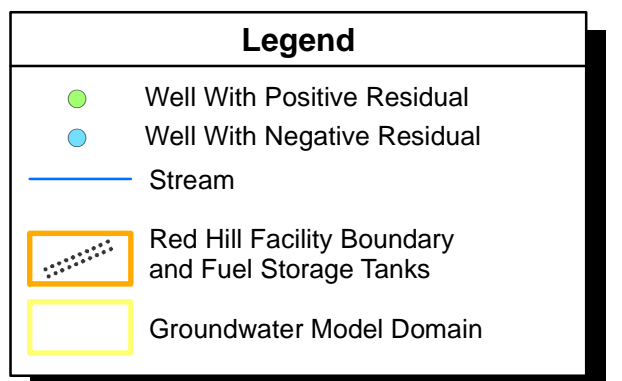 Legend
Well With Positive Residual
Well With Negative Residual
Stream
Red Hill Facility Boundary
and Fuel Storage Tanks
Groundwater Model Domain